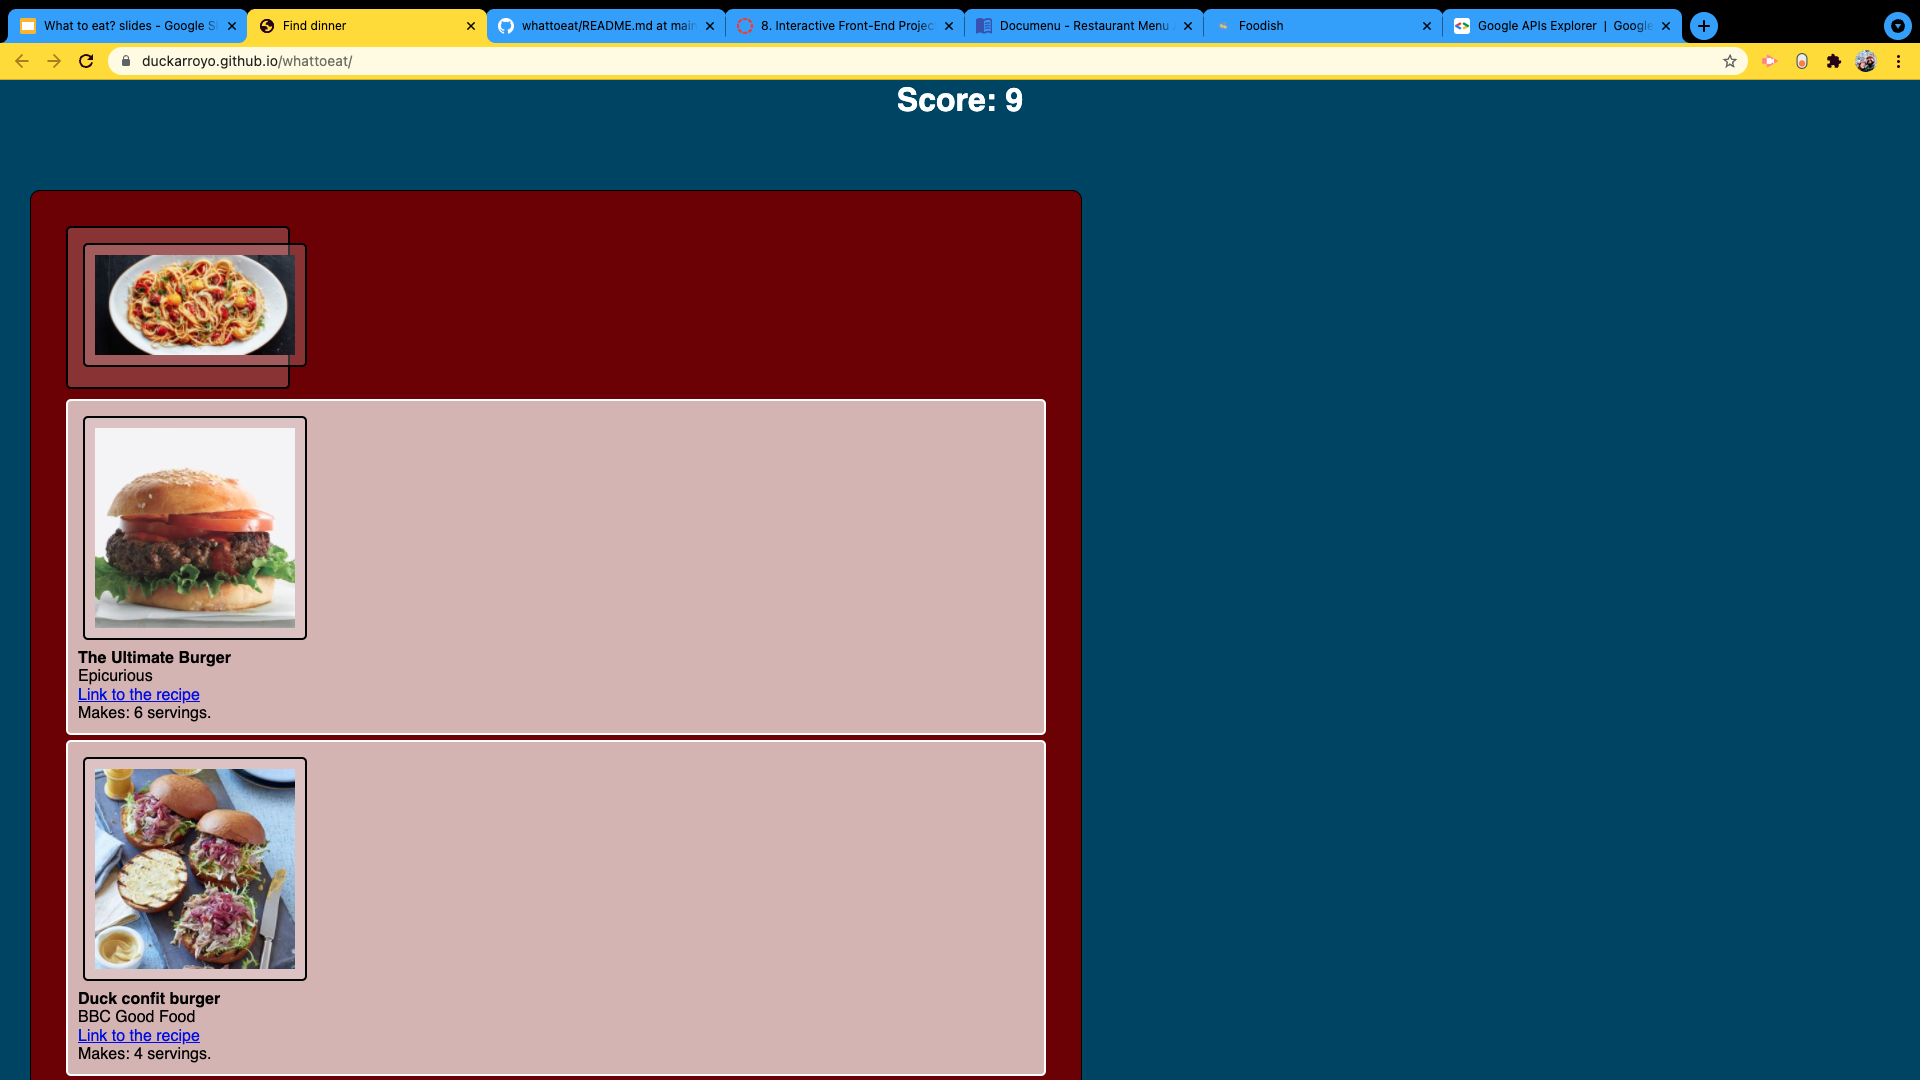 What to eat? slides - Google Sl
Find dinner
whattoeat/README.md at main
8. Interactive Front-End Projec
Documenu - Restaurant Menu
Foodish
Google APIs Explorer | Google
duckarroyo.github.io/whattoeat/
Score: 9
The Ultimate Burger
Epicurious
Link to the recipe
Makes: 6 servings.
Duck confit burger
BBC Good Food
Link to the recipe
Makes: 4 servings.